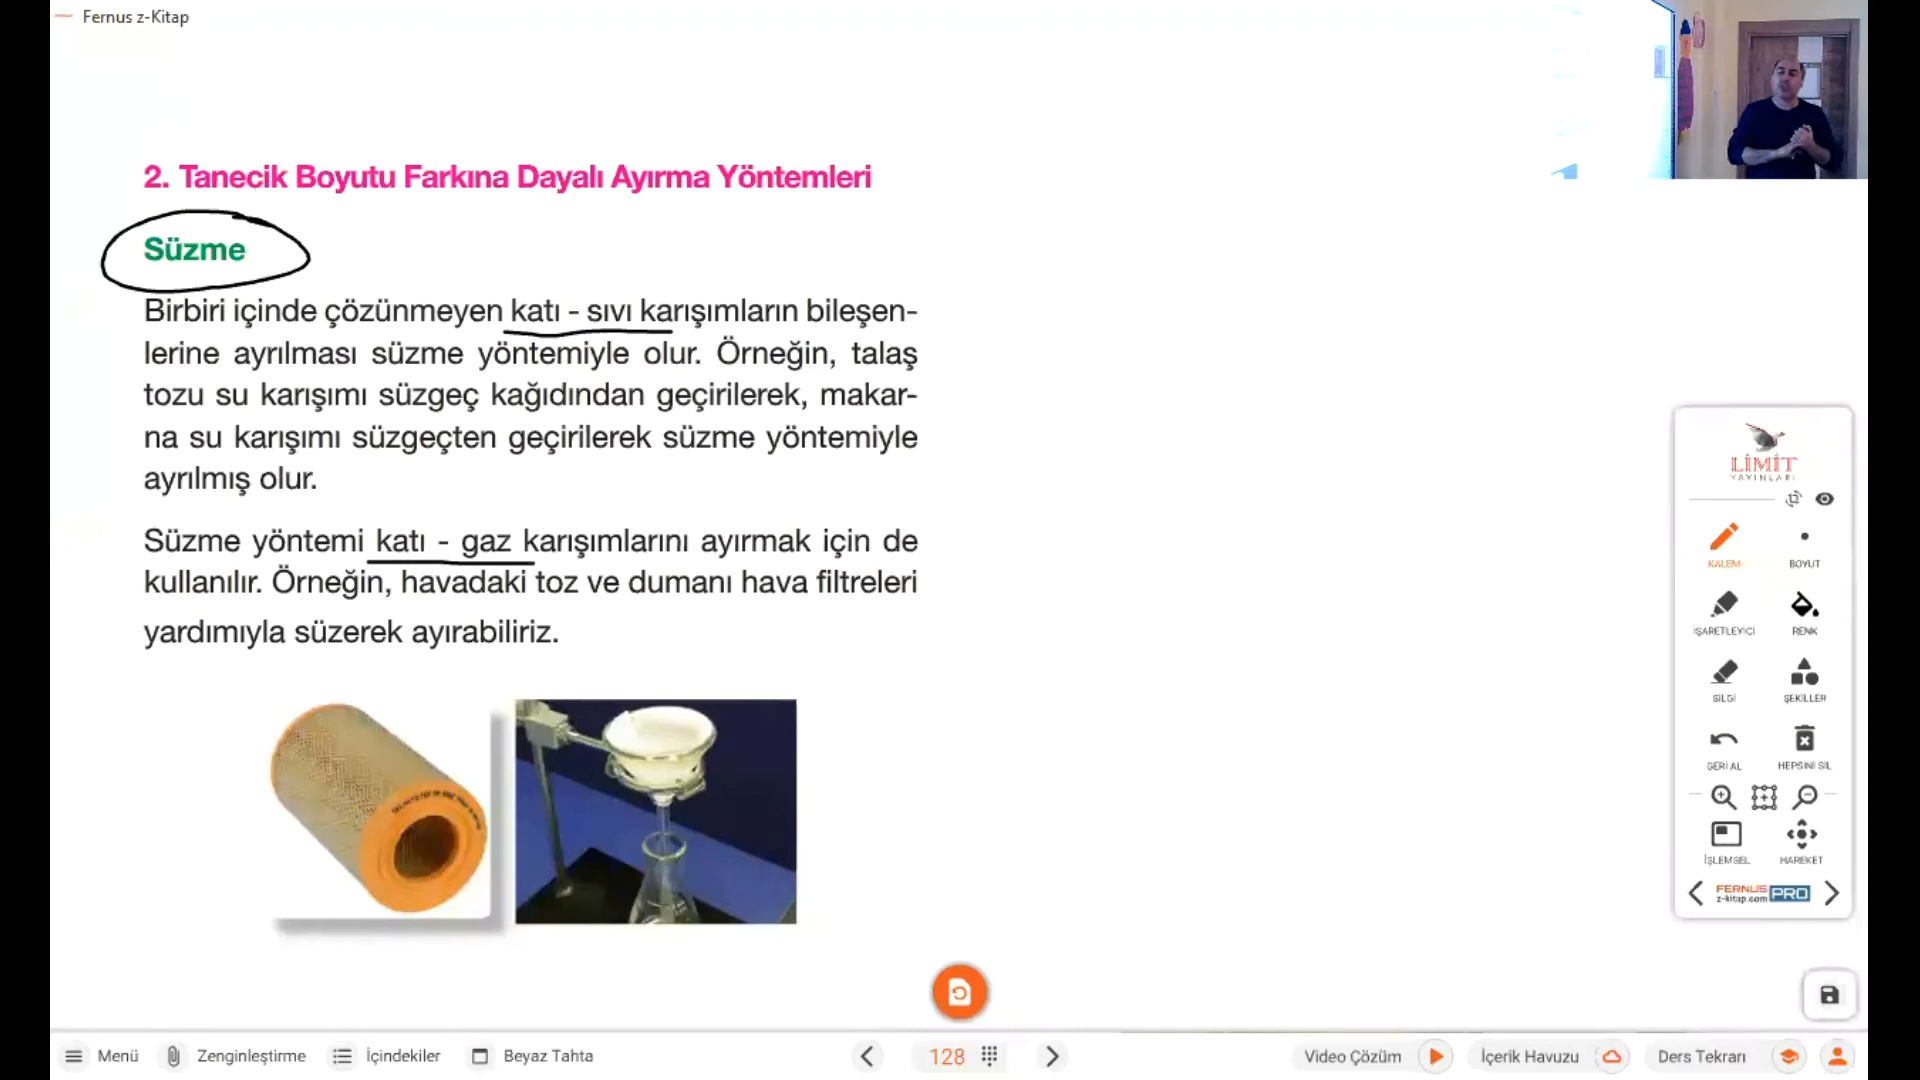 Fernus z-Kitap
2. Tanecik Boyutu Farkına Dayalı Ayırma Yöntemleri
Süzme
Birbiri içinde çözünmeyen katı - sıvı karışımların bileşen-
lerine ayrılması süzme yöntemiyle olur. Örneğin, talaş
tozu su karışımı süzgeç kağıdından geçirilerek, makar-
na su karışımı süzgeçten geçirilerek süzme yöntemiyle
ayrılmış olur.
Süzme yöntemi katı - gaz karışımlarını ayırmak için de
kullanılır. Örneğin, havadaki toz ve dumanı hava filtreleri
yardımıyla süzerek ayırabiliriz.
LİMİT
YAYINLARI
KALEM BOYUT
İŞARETLEYİCİ RENK
SİLGİ ŞEKİLLER
GERİ AL HEPSİNİ SİL
İŞLEMSEL HAREKET
FERNUS PRO
z-kitap.com
Menü Zenginleştirme İçindekiler Beyaz Tahta 128 Video Çözüm İçerik Havuzu Ders Tekrarı